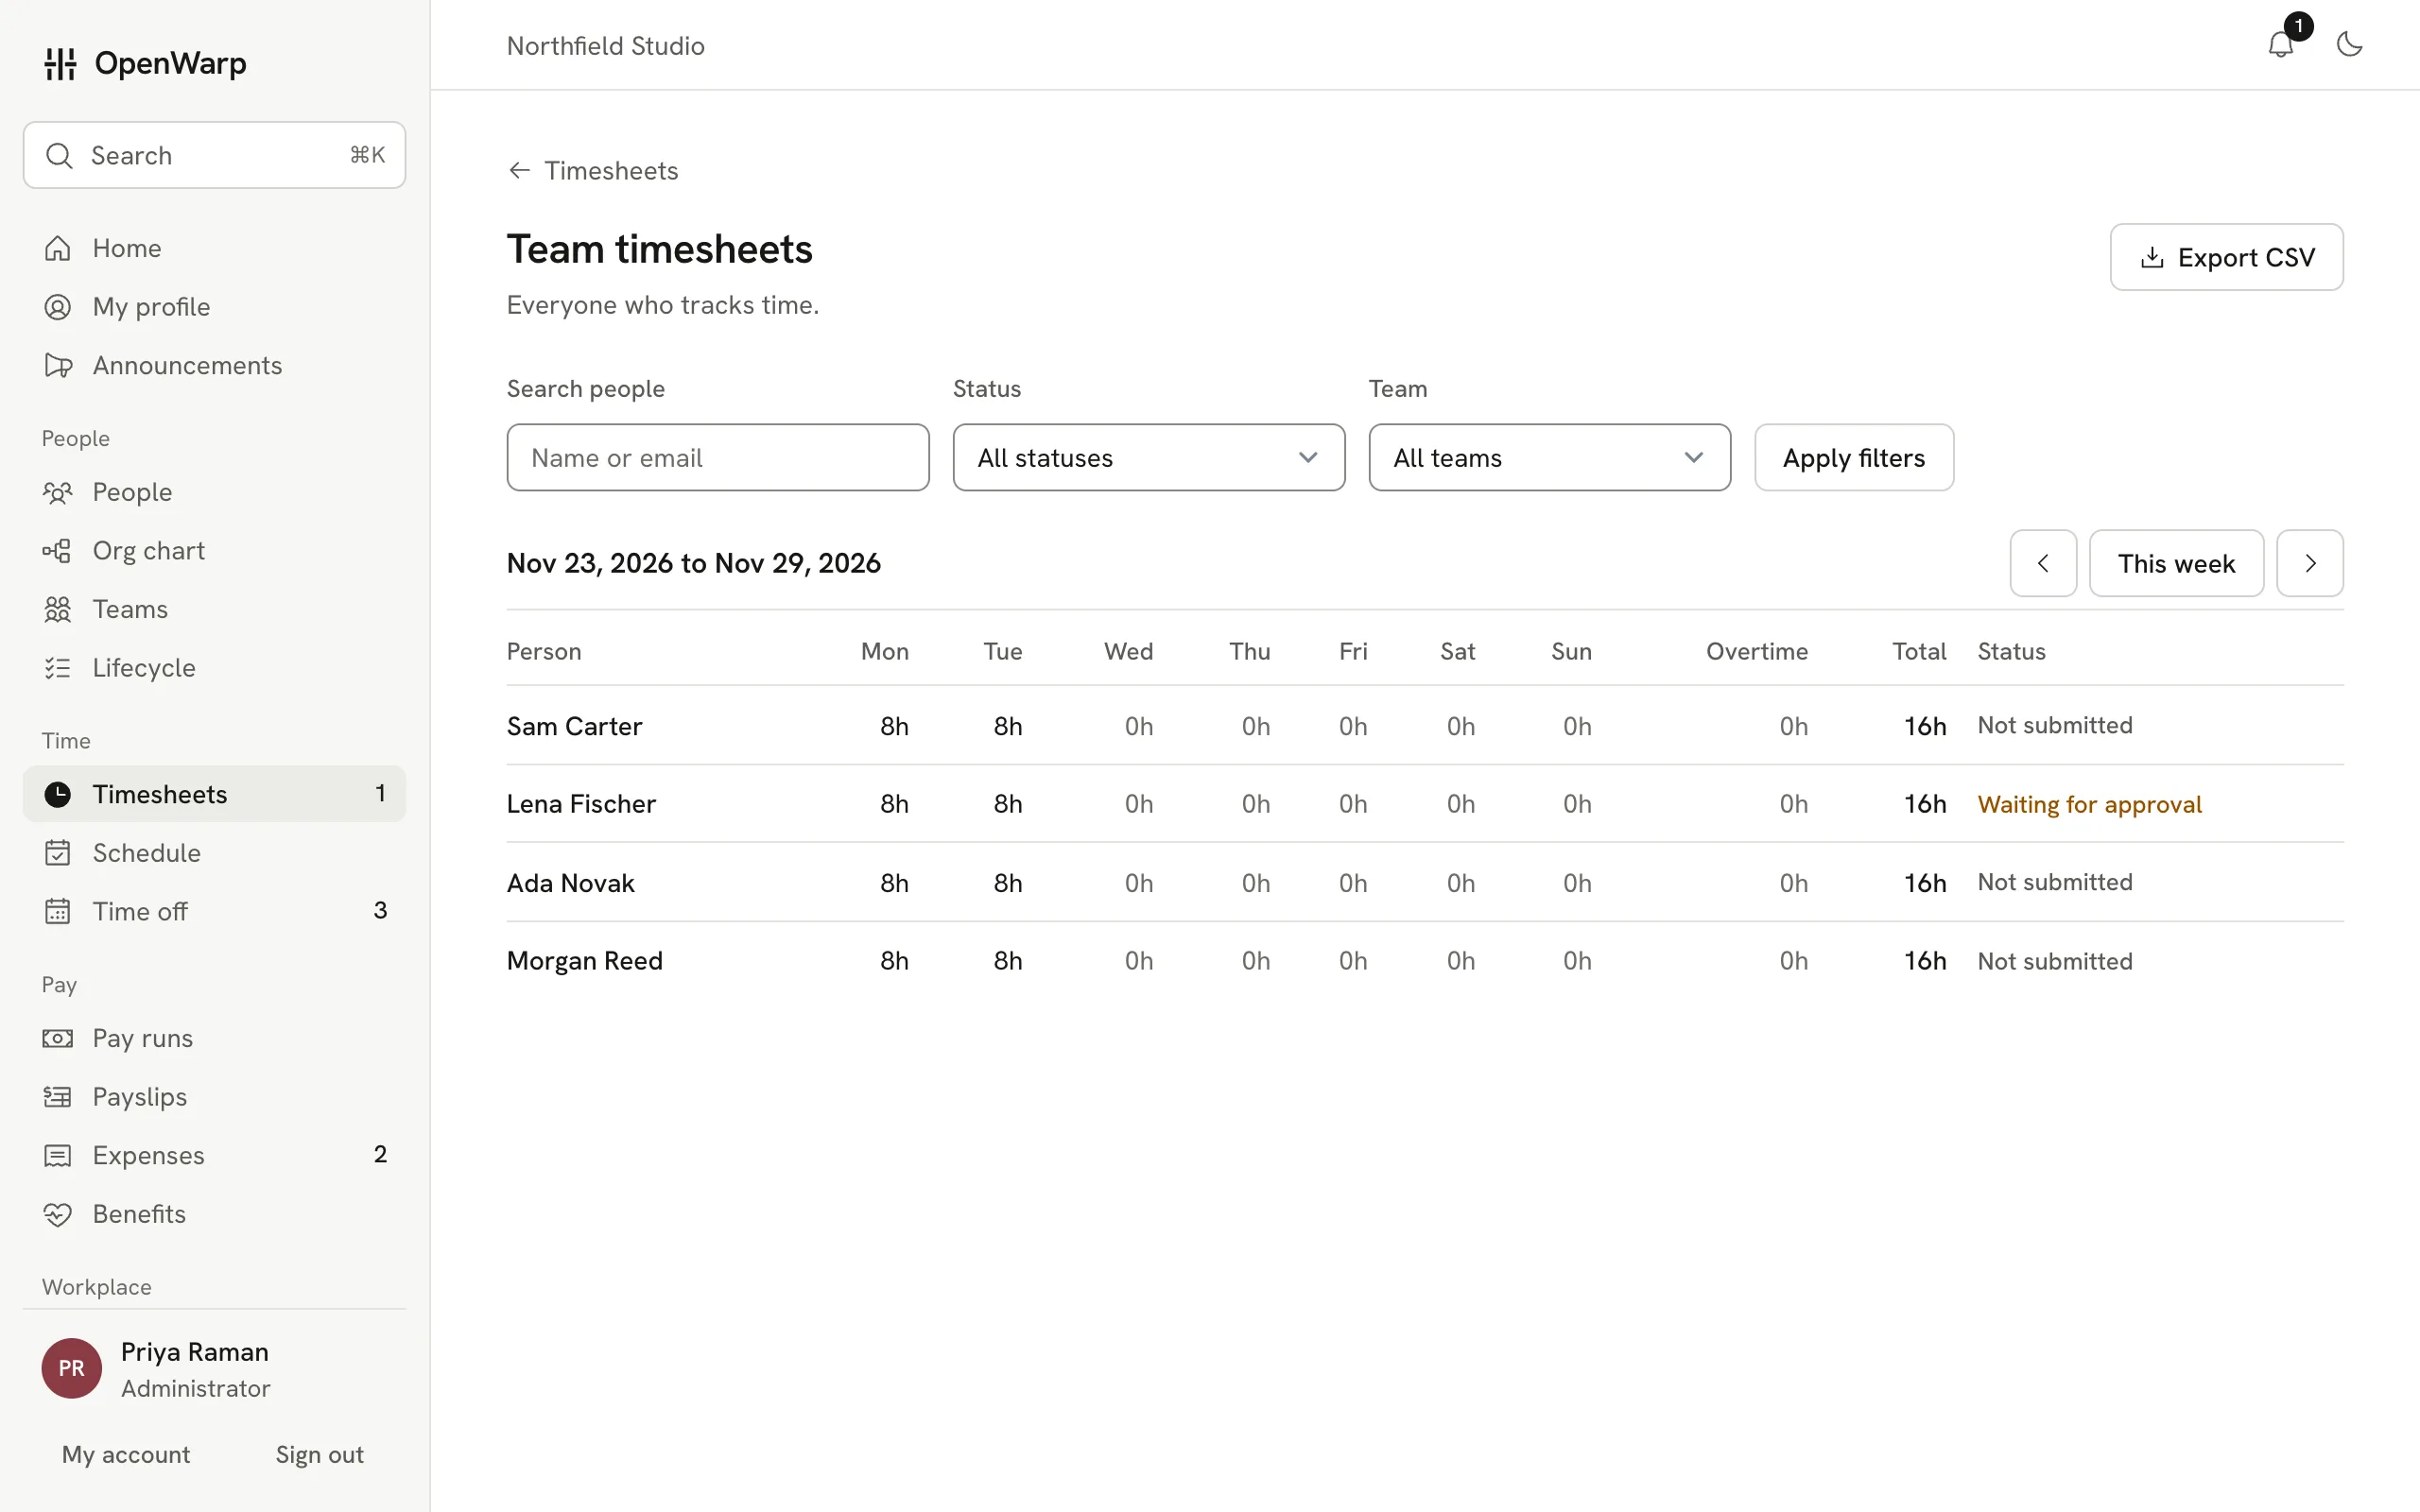 OpenWarp
Search ⌘K
Home
My profile
Announcements
People
People
Org chart
Teams
Lifecycle
Time
Timesheets 1
Schedule
Time off 3
Pay
Pay runs
Payslips
Expenses 2
Benefits
Workplace
PR
Priya Raman
Administrator
My account Sign out
Northfield Studio
1
← Timesheets
Team timesheets
Everyone who tracks time.
Export CSV
Search people Status Team
Name or email All statuses All teams Apply filters
Nov 23, 2026 to Nov 29, 2026 This week
Person Mon Tue Wed Thu Fri Sat Sun Overtime Total Status
Sam Carter 8h 8h 0h 0h 0h 0h 0h 0h 16h Not submitted
Lena Fischer 8h 8h 0h 0h 0h 0h 0h 0h 16h Waiting for approval
Ada Novak 8h 8h 0h 0h 0h 0h 0h 0h 16h Not submitted
Morgan Reed 8h 8h 0h 0h 0h 0h 0h 0h 16h Not submitted